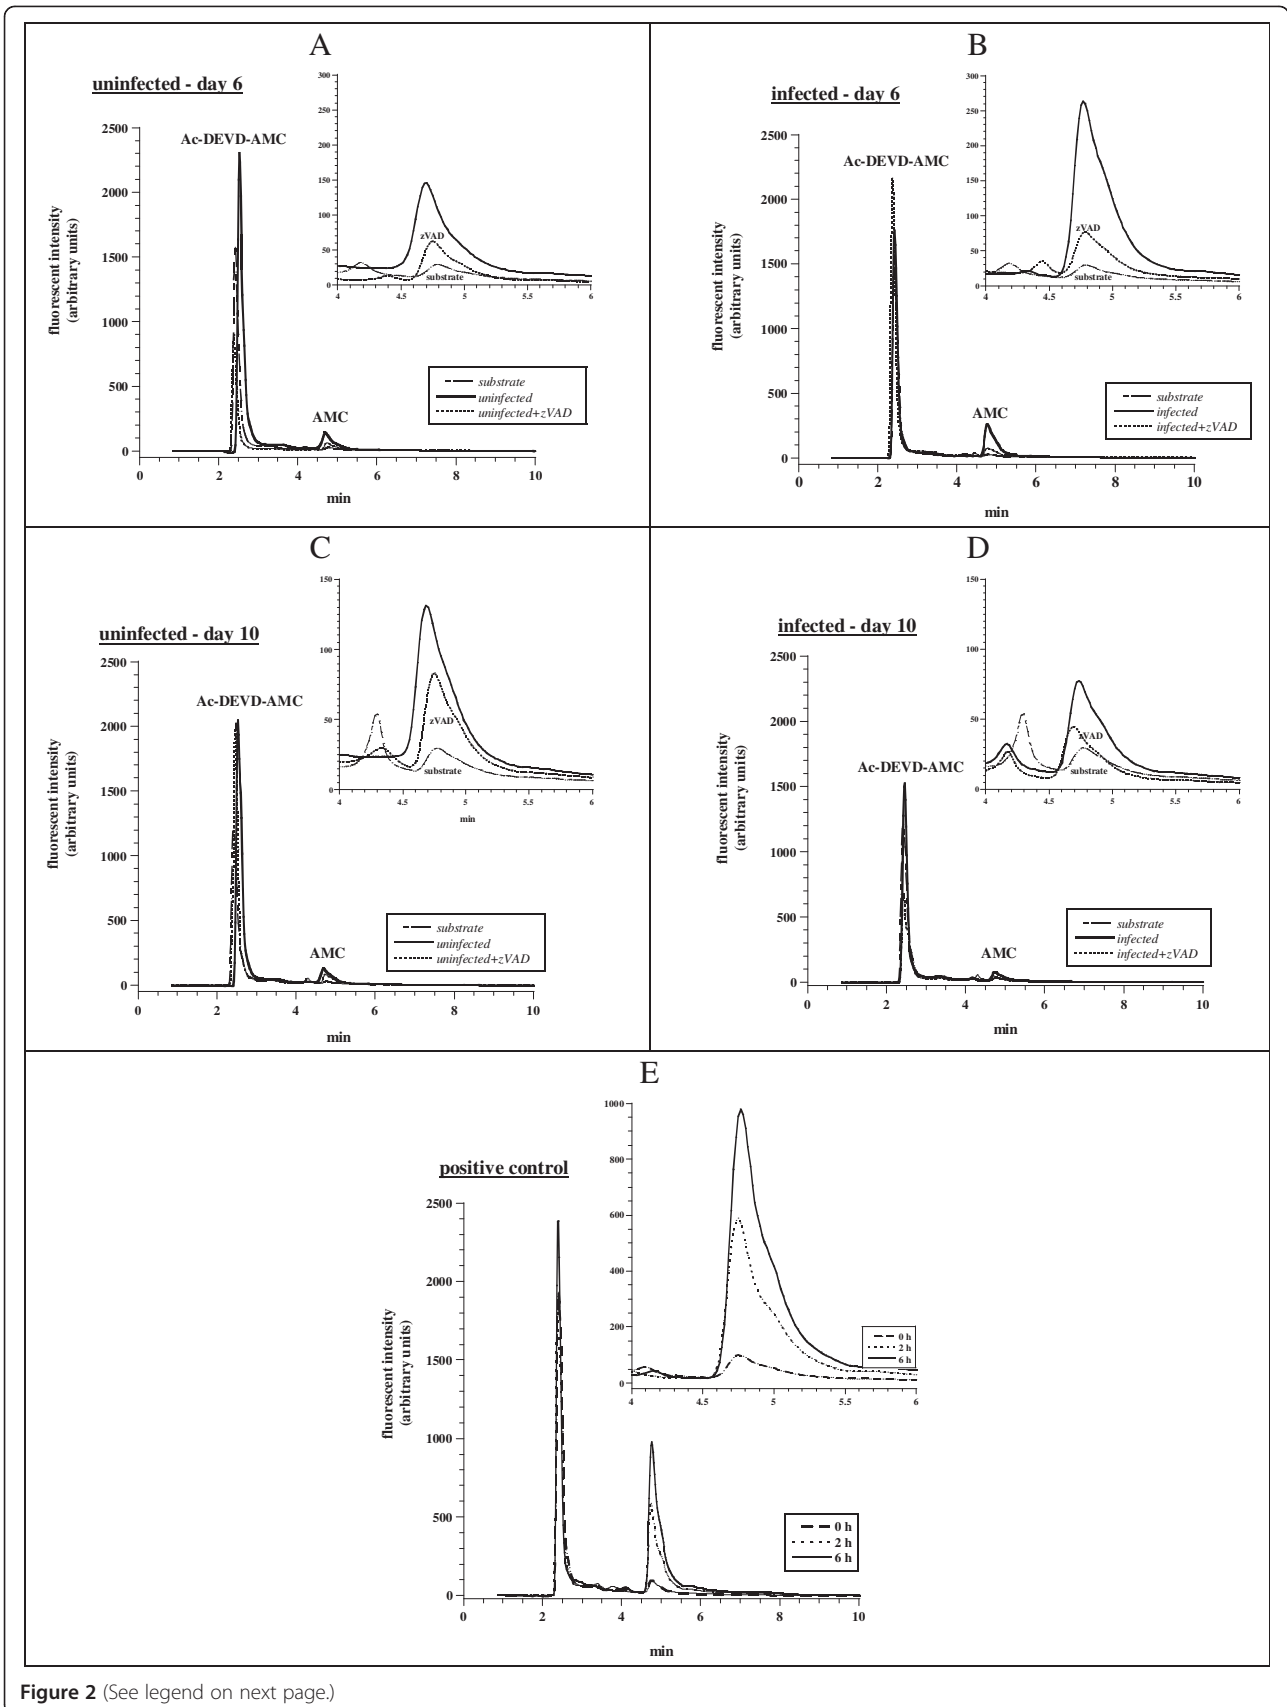 A
uninfected - day 6
Ac-DEVD-AMC
2500
2000
1500
1000
500
0
fluorescent intensity
(arbitrary units)
AMC
0 2 4 6 8 10
min
300
250
200
150
100
50
0
zVAD
substrate
4 4.5 5 5.5 6
substrate
uninfected
uninfected+zVAD
B
infected - day 6
Ac-DEVD-AMC
2500
2000
1500
1000
500
0
fluorescent intensity
(arbitrary units)
AMC
0 2 4 6 8 10
min
300
250
200
150
100
50
0
zVAD
substrate
4 4.5 5 5.5 6
substrate
infected
infected+zVAD
C
uninfected - day 10
Ac-DEVD-AMC
2500
2000
1500
1000
500
0
fluorescent intensity
(arbitrary units)
AMC
0 2 4 6 8 10
min
150
100
50
0
zVAD
substrate
4 4.5 5 5.5 6
min
substrate
uninfected
uninfected+zVAD
D
infected - day 10
Ac-DEVD-AMC
2500
2000
1500
1000
500
0
fluorescent intensity
(arbitrary units)
AMC
0 2 4 6 8 10
min
150
100
50
0
zVAD
substrate
4 4.5 5 5.5 6
substrate
infected
infected+zVAD
E
positive control
2500
2000
1500
1000
500
0
fluorescent intensity
(arbitrary units)
0 2 4 6 8 10
min
1000
800
600
400
200
0
4 4.5 5 5.5 6
0 h
2 h
6 h
0 h
2 h
6 h
Figure 2 (See legend on next page.)